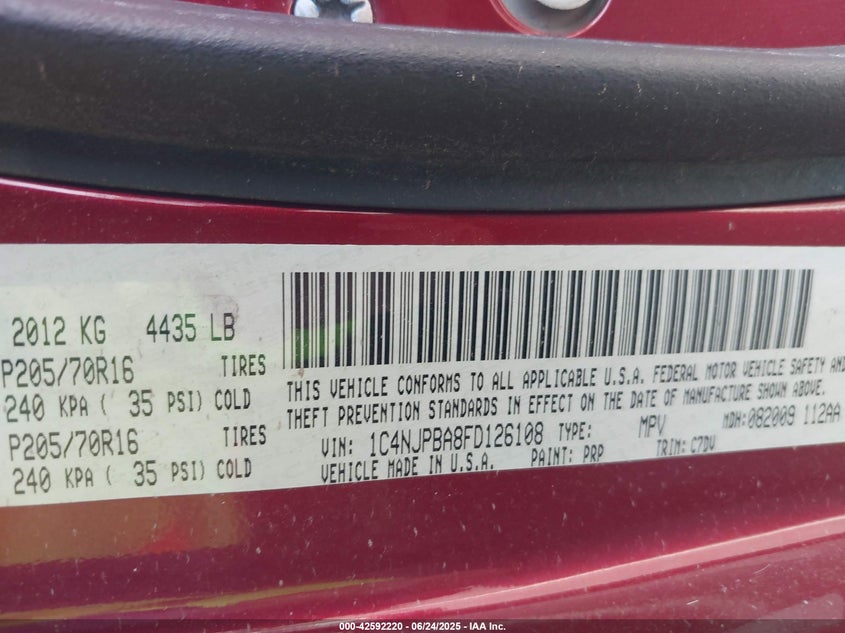 2012 KG 4435 LB
P205/70R16 TIRES
240 KPA ( 35 PSI) COLD
P205/70R16 TIRES
240 KPA ( 35 PSI) COLD
THIS VEHICLE CONFORMS TO ALL APPLICABLE U.S.A. FEDERAL MOTOR VEHICLE SAFETY AND
THEFT PREVENTION STANDARDS IN EFFECT ON THE DATE OF MANUFACTURE SHOWN ABOVE.
VIN: 1C4NJPBA8FD126108 TYPE: MPV MDH:082009 112AA
VEHICLE MADE IN U.S.A. PAINT: PRP TRIM: C7DV
000-42592220 - 06/24/2025 - IAA Inc.